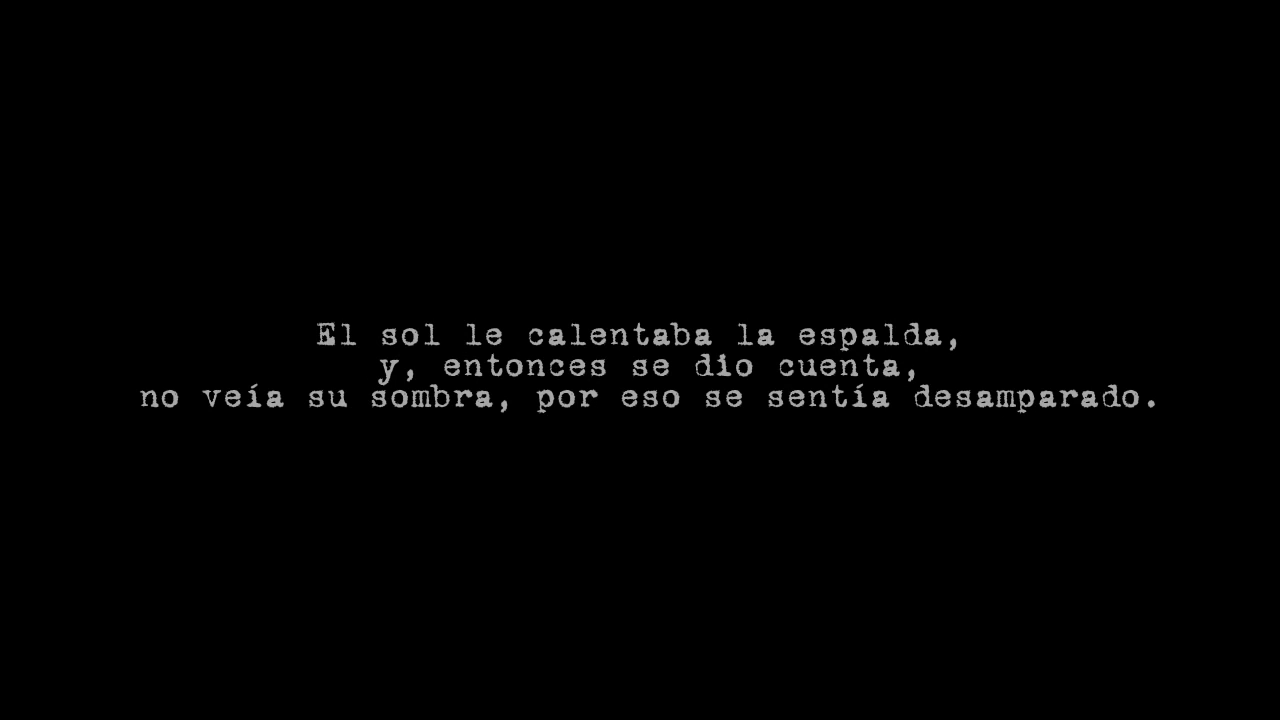 El sol le calentaba la espalda,
y, entonces se dio cuenta,
no veía su sombra, por eso se sentía desamparado.